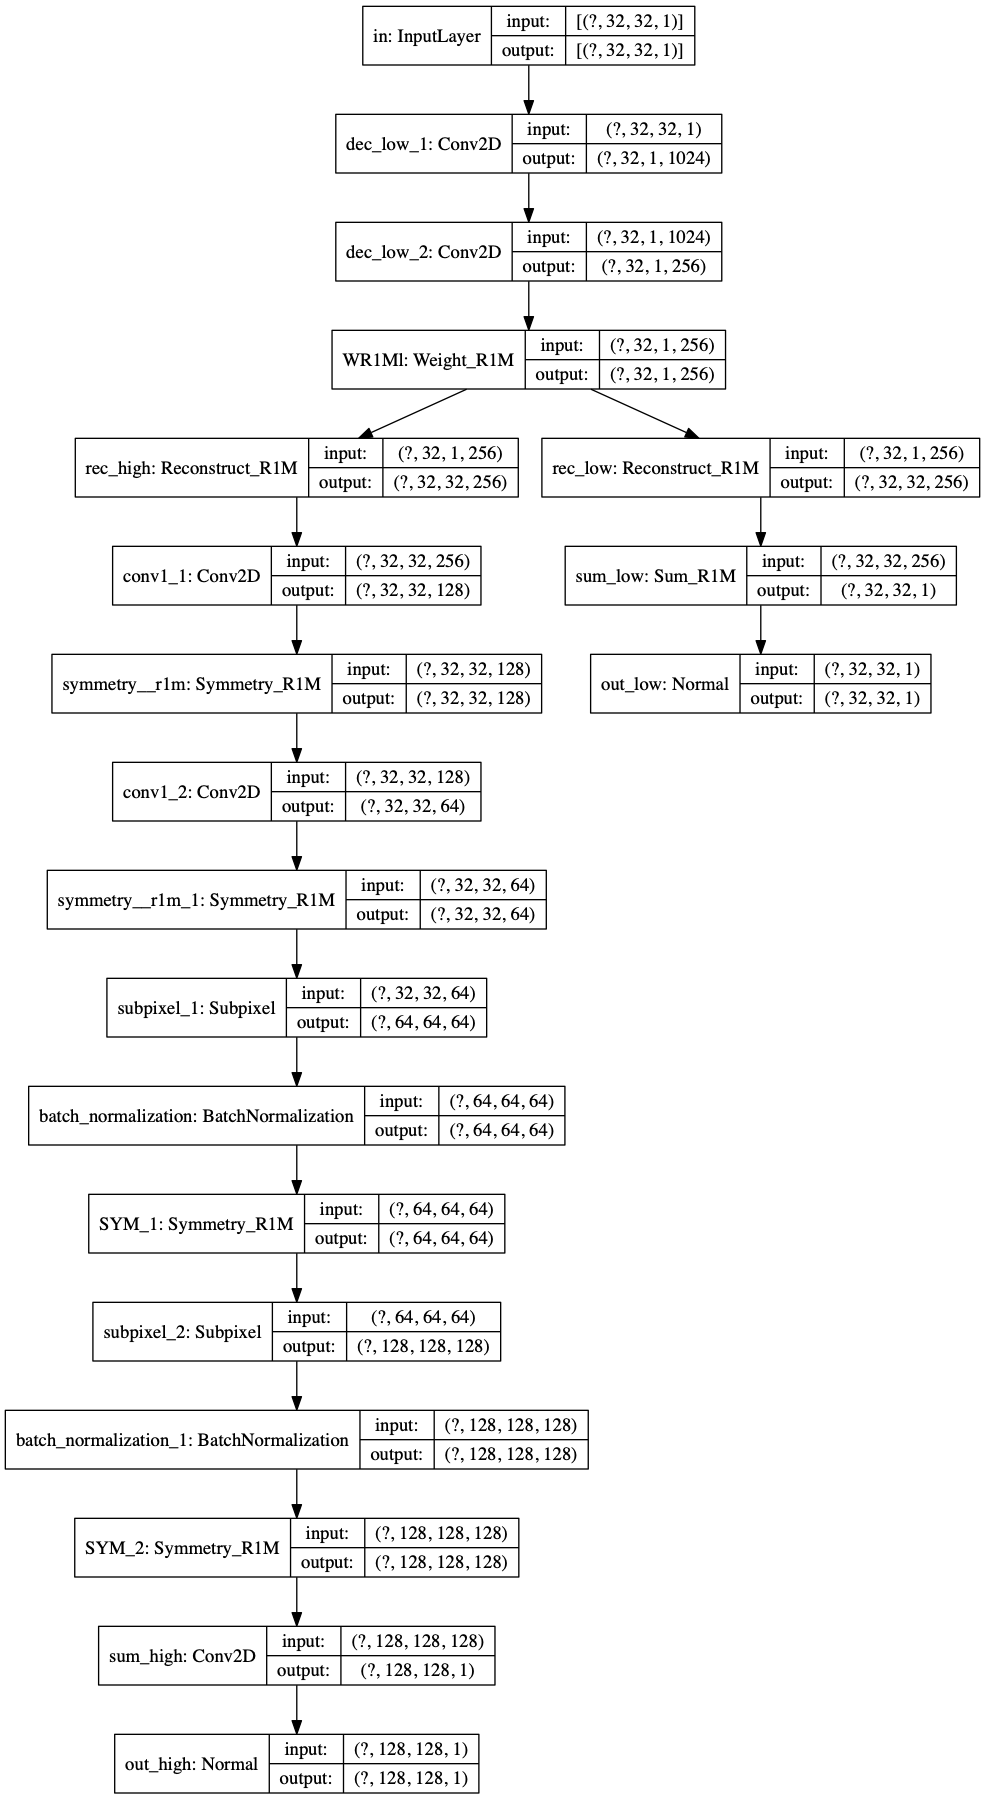 in: InputLayer
input: [(?, 32, 32, 1)]
output: [(?, 32, 32, 1)]
dec_low_1: Conv2D
input: (?, 32, 32, 1)
output: (?, 32, 1, 1024)
dec_low_2: Conv2D
input: (?, 32, 1, 1024)
output: (?, 32, 1, 256)
WR1Ml: Weight_R1M
input: (?, 32, 1, 256)
output: (?, 32, 1, 256)
rec_high: Reconstruct_R1M
input: (?, 32, 1, 256)
output: (?, 32, 32, 256)
rec_low: Reconstruct_R1M
input: (?, 32, 1, 256)
output: (?, 32, 32, 256)
conv1_1: Conv2D
input: (?, 32, 32, 256)
output: (?, 32, 32, 128)
sum_low: Sum_R1M
input: (?, 32, 32, 256)
output: (?, 32, 32, 1)
symmetry__r1m: Symmetry_R1M
input: (?, 32, 32, 128)
output: (?, 32, 32, 128)
out_low: Normal
input: (?, 32, 32, 1)
output: (?, 32, 32, 1)
conv1_2: Conv2D
input: (?, 32, 32, 128)
output: (?, 32, 32, 64)
symmetry__r1m_1: Symmetry_R1M
input: (?, 32, 32, 64)
output: (?, 32, 32, 64)
subpixel_1: Subpixel
input: (?, 32, 32, 64)
output: (?, 64, 64, 64)
batch_normalization: BatchNormalization
input: (?, 64, 64, 64)
output: (?, 64, 64, 64)
SYM_1: Symmetry_R1M
input: (?, 64, 64, 64)
output: (?, 64, 64, 64)
subpixel_2: Subpixel
input: (?, 64, 64, 64)
output: (?, 128, 128, 128)
batch_normalization_1: BatchNormalization
input: (?, 128, 128, 128)
output: (?, 128, 128, 128)
SYM_2: Symmetry_R1M
input: (?, 128, 128, 128)
output: (?, 128, 128, 128)
sum_high: Conv2D
input: (?, 128, 128, 128)
output: (?, 128, 128, 1)
out_high: Normal
input: (?, 128, 128, 1)
output: (?, 128, 128, 1)